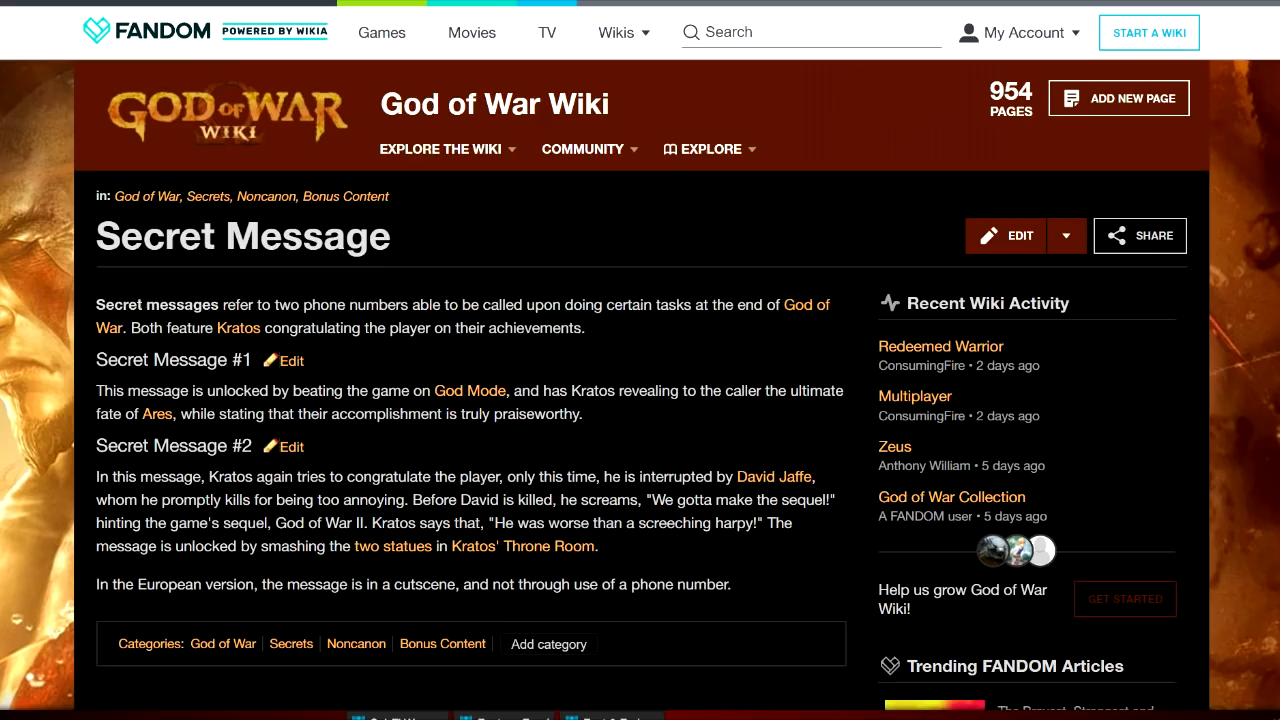 FANDOM POWERED BY WIKIA Games Movies TV Wikis Search My Account START A WIKI
GOD OF WAR WIKI
God of War Wiki
954 PAGES
ADD NEW PAGE
EXPLORE THE WIKI COMMUNITY EXPLORE
in: God of War, Secrets, Noncanon, Bonus Content
Secret Message
EDIT SHARE
Secret messages refer to two phone numbers able to be called upon doing certain tasks at the end of God of
War. Both feature Kratos congratulating the player on their achievements.
Secret Message #1 Edit
This message is unlocked by beating the game on God Mode, and has Kratos revealing to the caller the ultimate
fate of Ares, while stating that their accomplishment is truly praiseworthy.
Secret Message #2 Edit
In this message, Kratos again tries to congratulate the player, only this time, he is interrupted by David Jaffe,
whom he promptly kills for being too annoying. Before David is killed, he screams, "We gotta make the sequel!"
hinting the game's sequel, God of War II. Kratos says that, "He was worse than a screeching harpy!" The
message is unlocked by smashing the two statues in Kratos' Throne Room.
In the European version, the message is in a cutscene, and not through use of a phone number.
Categories: God of War Secrets Noncanon Bonus Content Add category
Recent Wiki Activity
Redeemed Warrior
ConsumingFire • 2 days ago
Multiplayer
ConsumingFire • 2 days ago
Zeus
Anthony William • 5 days ago
God of War Collection
A FANDOM user • 5 days ago
Help us grow God of War
Wiki!
GET STARTED
Trending FANDOM Articles